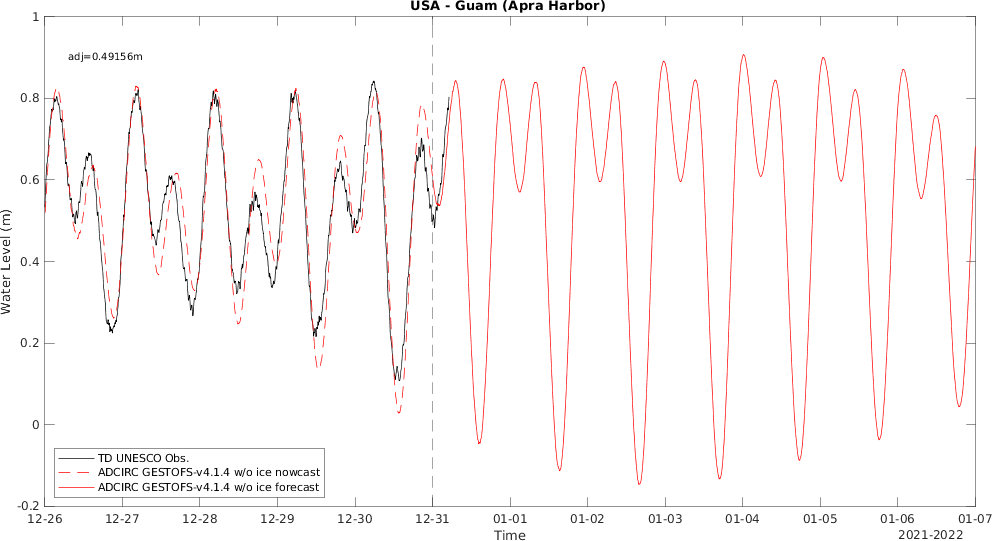 USA - Guam (Apra Harbor)
adj=0.49156m
Water Level (m)
1
0.8
0.6
0.4
0.2
0
-0.2
TD UNESCO Obs.
ADCIRC GESTOFS-v4.1.4 w/o ice nowcast
ADCIRC GESTOFS-v4.1.4 w/o ice forecast
12-26 12-27 12-28 12-29 12-30 12-31 01-01 01-02 01-03 01-04 01-05 01-06 01-07
Time
2021-2022